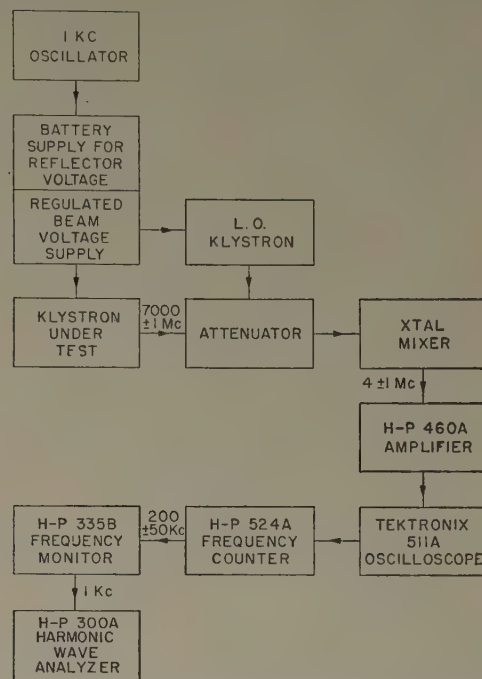 1 KC
OSCILLATOR
BATTERY
SUPPLY FOR
REFLECTOR
VOLTAGE
REGULATED
BEAM
VOLTAGE
SUPPLY
L.O.
KLYSTRON
KLYSTRON
UNDER
TEST
7000
±1 Mc
ATTENUATOR
XTAL
MIXER
4 ±1 Mc
H-P 460A
AMPLIFIER
TEKTRONIX
511A
OSCILLOSCOPE
H-P 524A
FREQUENCY
COUNTER
200
±50Kc
H-P 335B
FREQUENCY
MONITOR
1 Kc
H-P 300A
HARMONIC
WAVE
ANALYZER